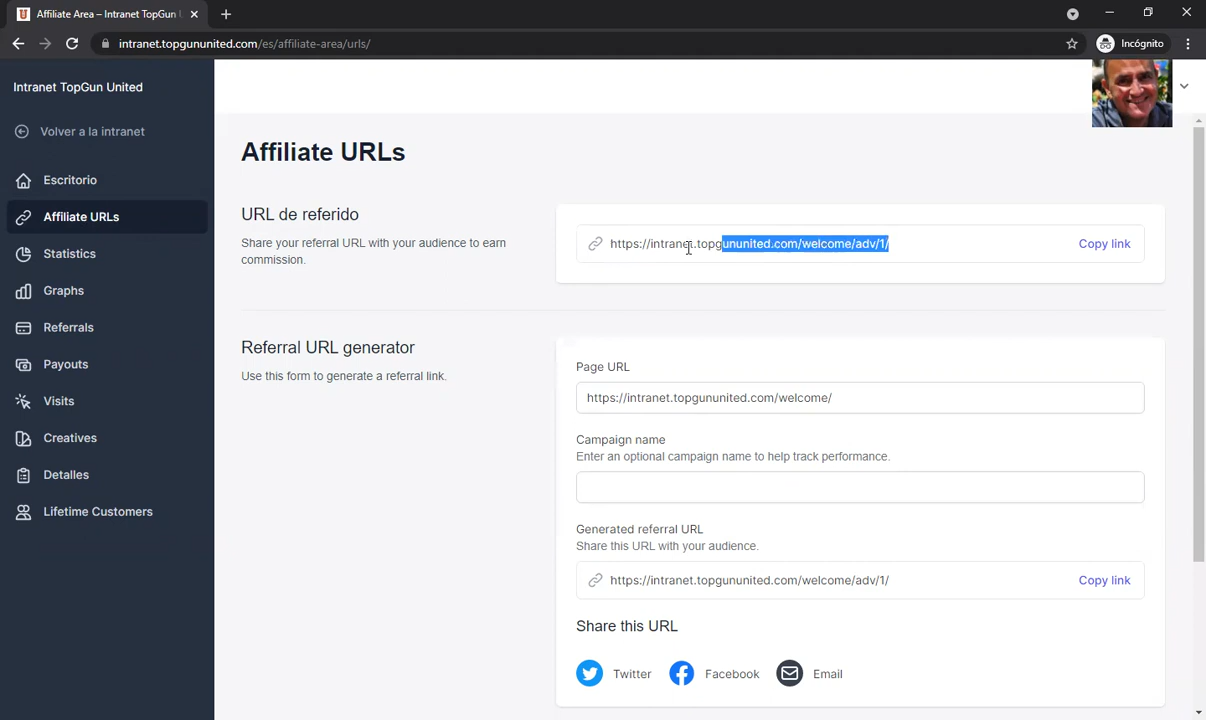 Affiliate Area – Intranet TopGun U
intranet.topgununited.com/es/affiliate-area/urls/
Incógnito
Intranet TopGun United
Volver a la intranet
Escritorio
Affiliate URLs
Statistics
Graphs
Referrals
Payouts
Visits
Creatives
Detalles
Lifetime Customers
Affiliate URLs
URL de referido
Share your referral URL with your audience to earn
commission.
https://intranet.topgununited.com/welcome/adv/1/
Copy link
Referral URL generator
Use this form to generate a referral link.
Page URL
https://intranet.topgununited.com/welcome/
Campaign name
Enter an optional campaign name to help track performance.
Generated referral URL
Share this URL with your audience.
https://intranet.topgununited.com/welcome/adv/1/
Copy link
Share this URL
Twitter
Facebook
Email